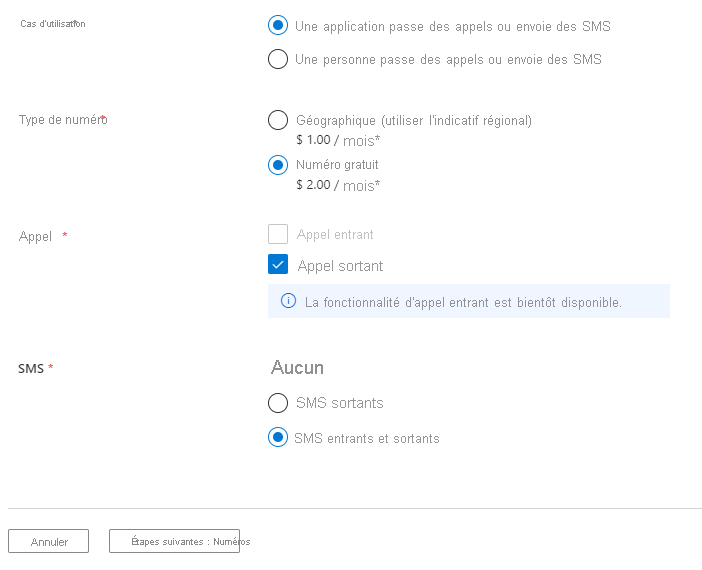 Cas d'utilisation*
Une application passe des appels ou envoie des SMS
Une personne passe des appels ou envoie des SMS
Type de numéro*
Géographique (utiliser l'indicatif régional)
$ 1.00 / mois*
Numéro gratuit
$ 2.00 / mois*
Appel *
Appel entrant
Appel sortant
La fonctionnalité d'appel entrant est bientôt disponible.
SMS *
Aucun
SMS sortants
SMS entrants et sortants
Annuler
Étapes suivantes : Numéros